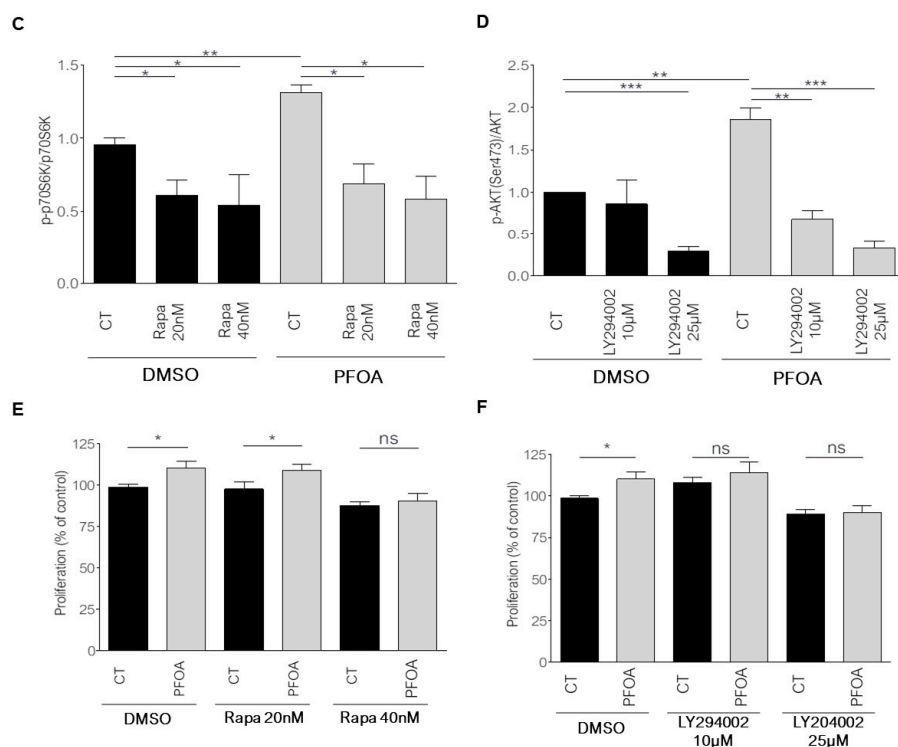 C
**
*
*
*
*
1.5
1.0
0.5
0.0
p-p70S6K/p70S6K
CT
Rapa
20nM
Rapa
40nM
CT
Rapa
20nM
Rapa
40nM
DMSO
PFOA
D
**
***
***
**
2.5
2.0
1.5
1.0
0.5
0.0
p-AKT(Ser473)/AKT
CT
LY294002
10µM
LY294002
25µM
CT
LY294002
10µM
LY294002
25µM
DMSO
PFOA
E
*
*
ns
125
100
75
50
25
0
Proliferation (% of control)
CT
PFOA
CT
PFOA
CT
PFOA
DMSO
Rapa 20nM
Rapa 40nM
F
*
ns
ns
125
100
75
50
25
0
Proliferation (% of control)
CT
PFOA
CT
PFOA
CT
PFOA
DMSO
LY294002
10µM
LY204002
25µM